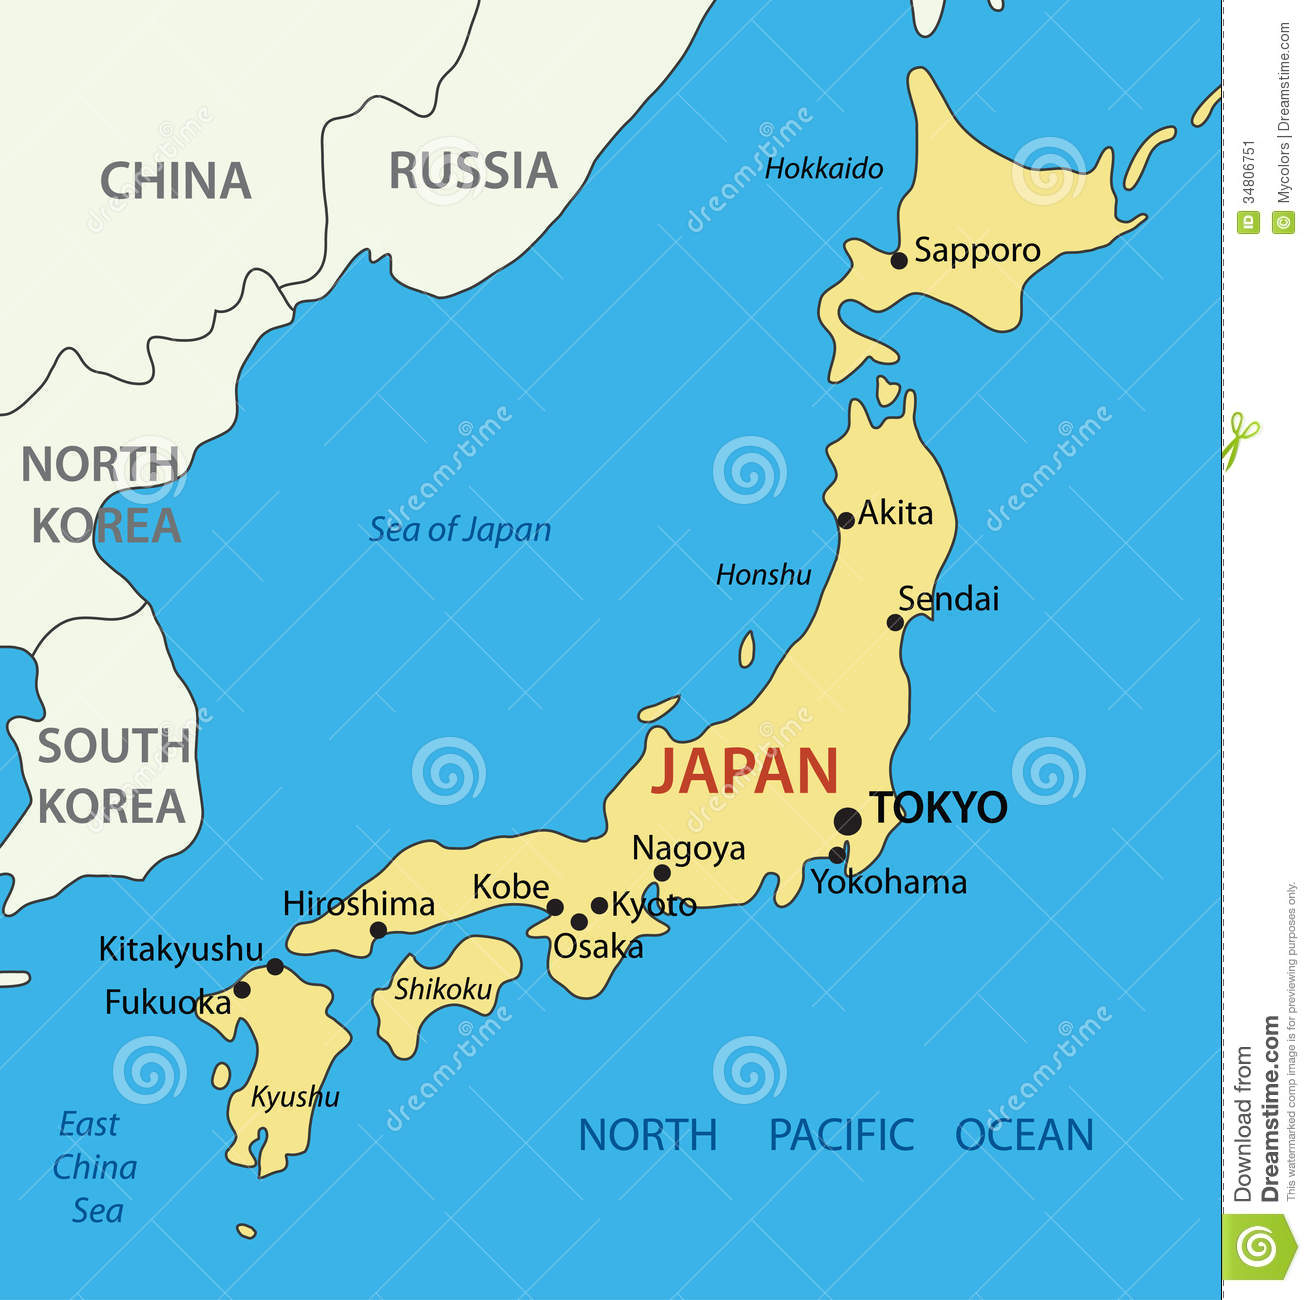 CHINA
RUSSIA
Hokkaido
Sapporo
NORTH
KOREA
Sea of Japan
Akita
Honshu
Sendai
SOUTH
KOREA
JAPAN
TOKYO
Nagoya
Yokohama
Kobe
Kyoto
Hiroshima
Osaka
Kitakyushu
Fukuoka
Shikoku
Kyushu
East
China
Sea
NORTH PACIFIC OCEAN
dreamstime
dreamstime
dreamstime
dreamstime
dreamstime
dreamstime
dreamstime
dreamstime
dreamstime
dreamstime
dreamstime
ID 34806751
© Mycolors | Dreamstime.com
Download from
Dreamstime.com
This watermarked comp image is for previewing purposes only.